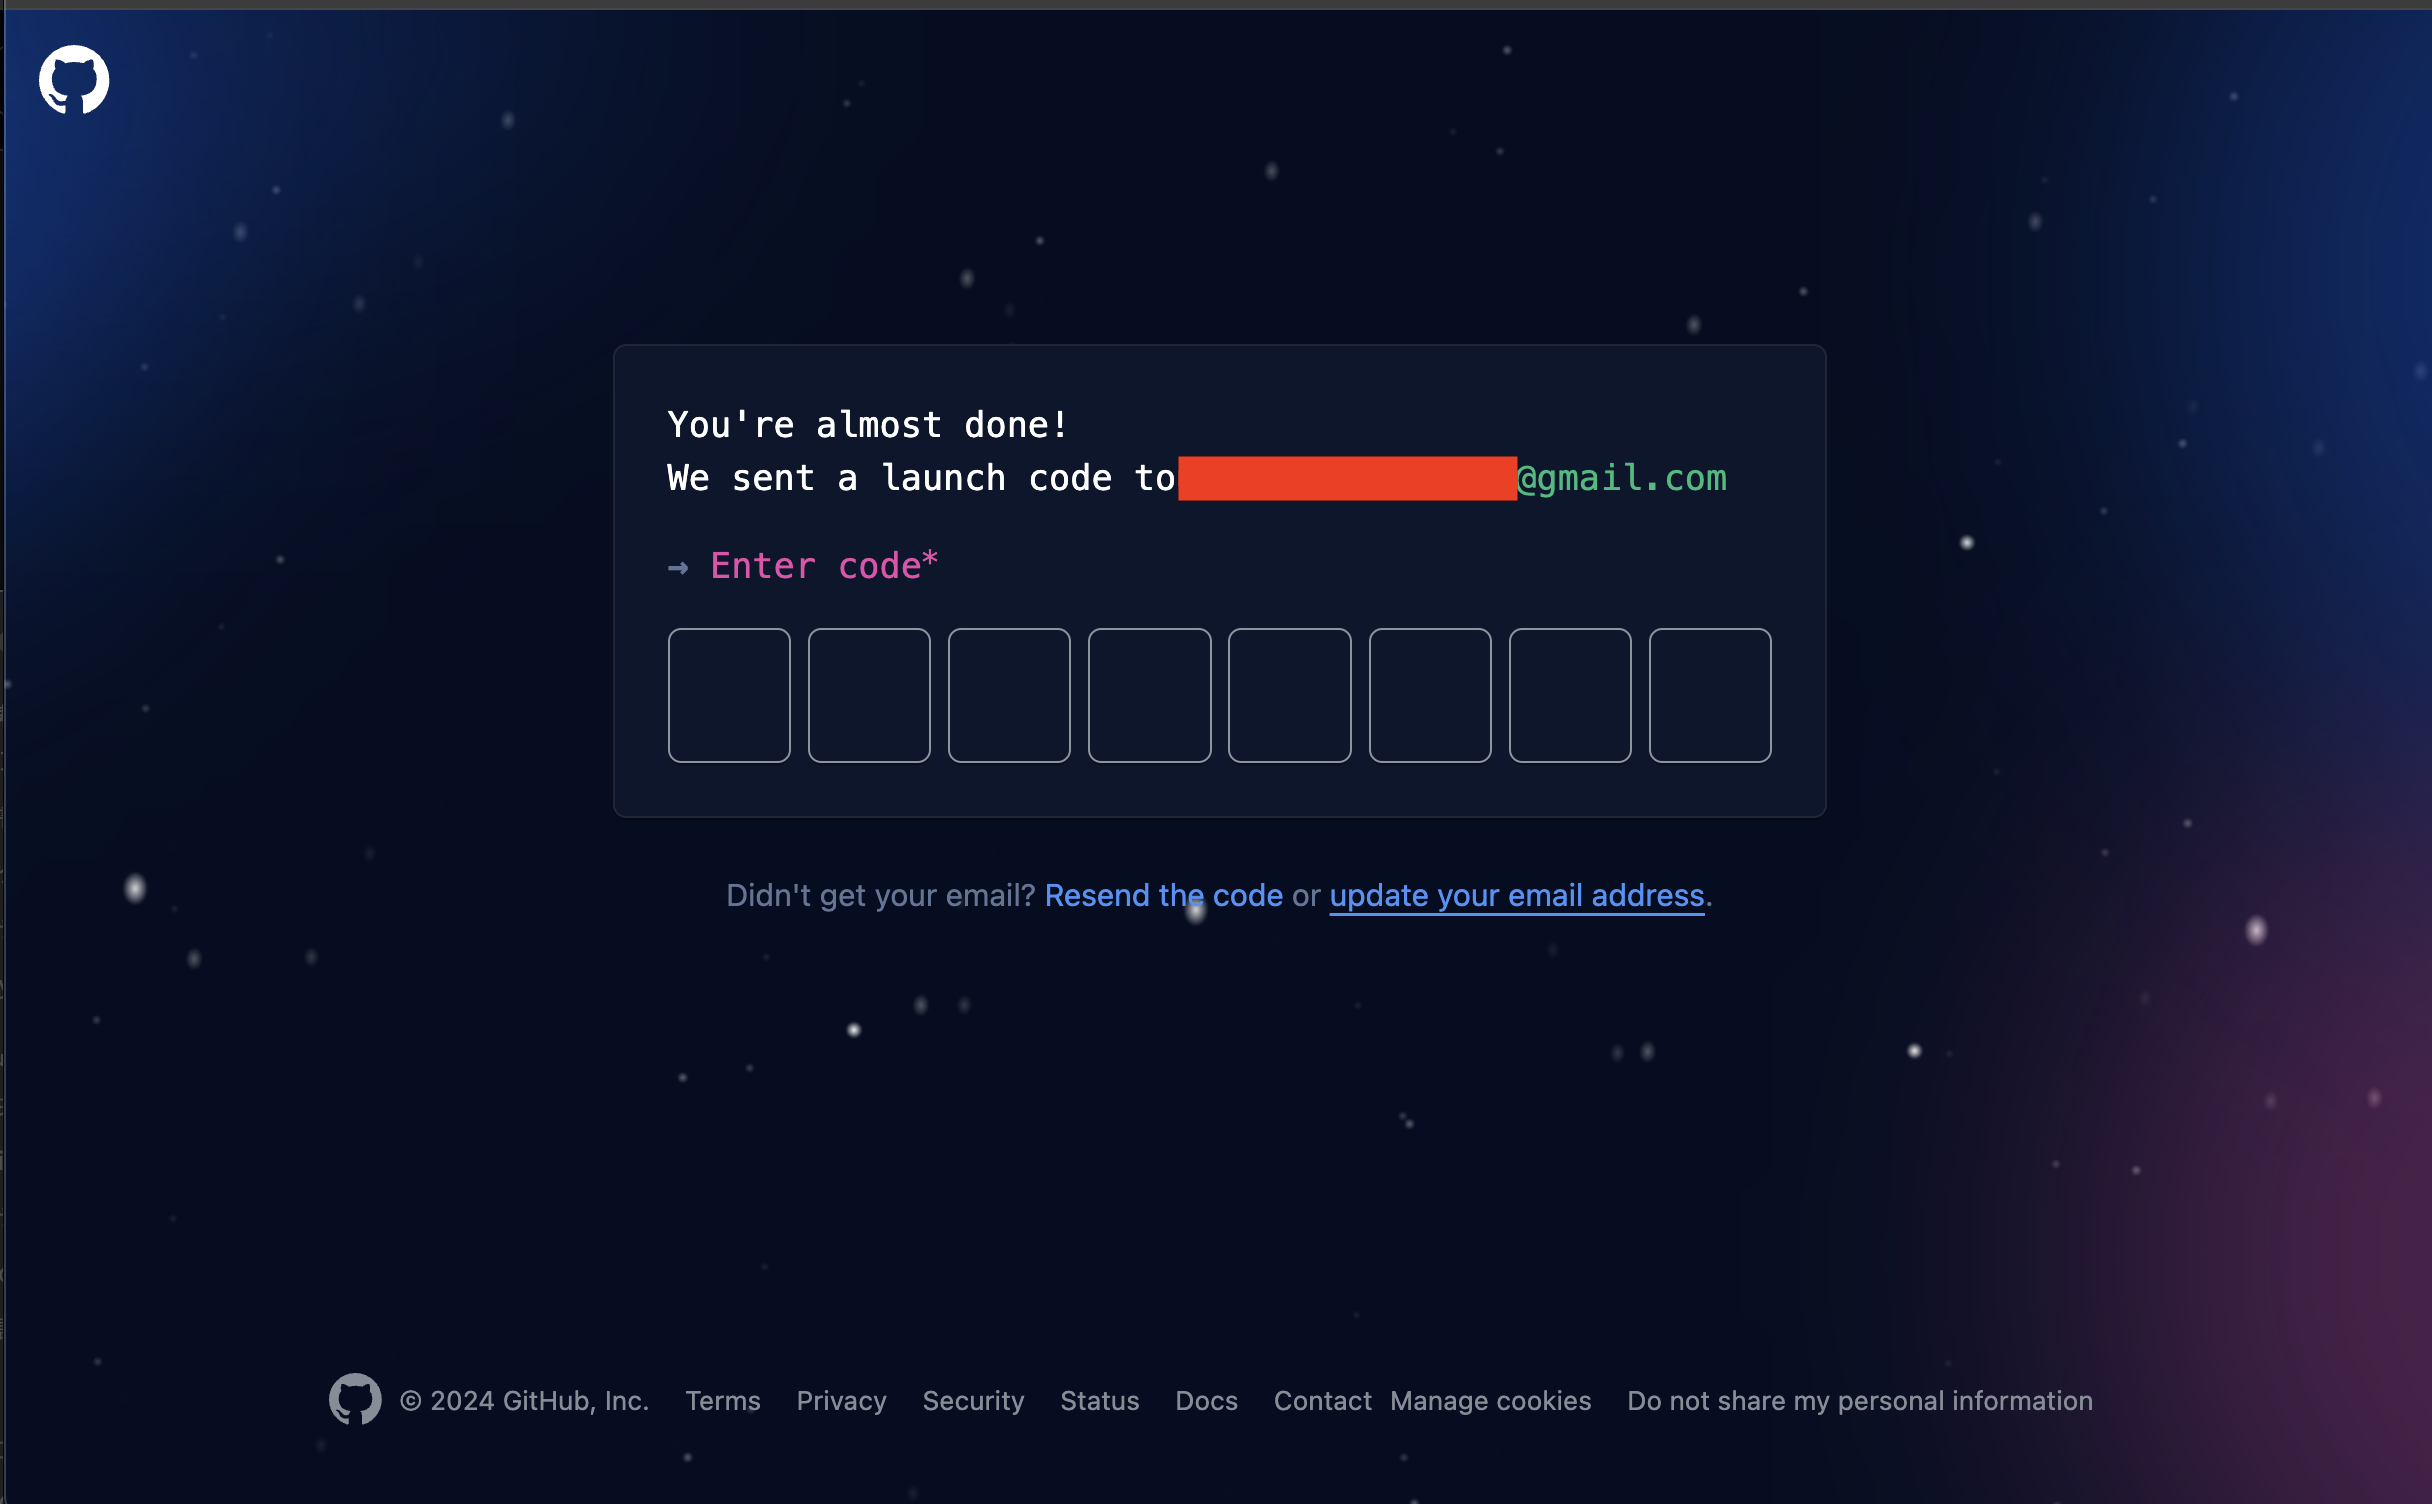 You're almost done!
We sent a launch code to @gmail.com
→ Enter code*
Didn't get your email? Resend the code or update your email address.
© 2024 GitHub, Inc. Terms Privacy Security Status Docs Contact Manage cookies Do not share my personal information